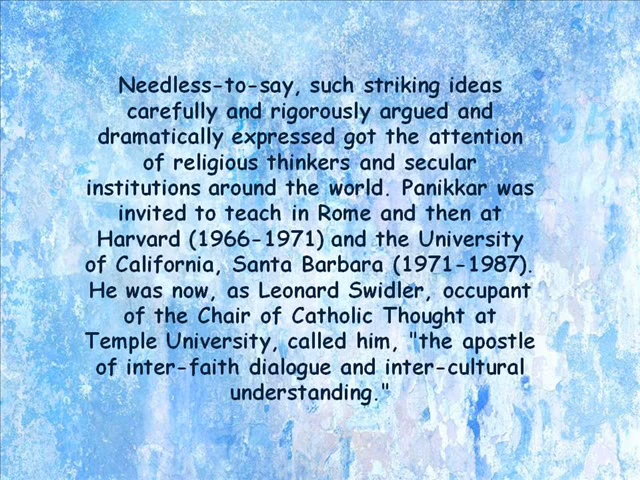 Needless-to-say, such striking ideas
carefully and rigorously argued and
dramatically expressed got the attention
of religious thinkers and secular
institutions around the world. Panikkar was
invited to teach in Rome and then at
Harvard (1966-1971) and the University
of California, Santa Barbara (1971-1987).
He was now, as Leonard Swidler, occupant
of the Chair of Catholic Thought at
Temple University, called him, "the apostle
of inter-faith dialogue and inter-cultural
understanding."